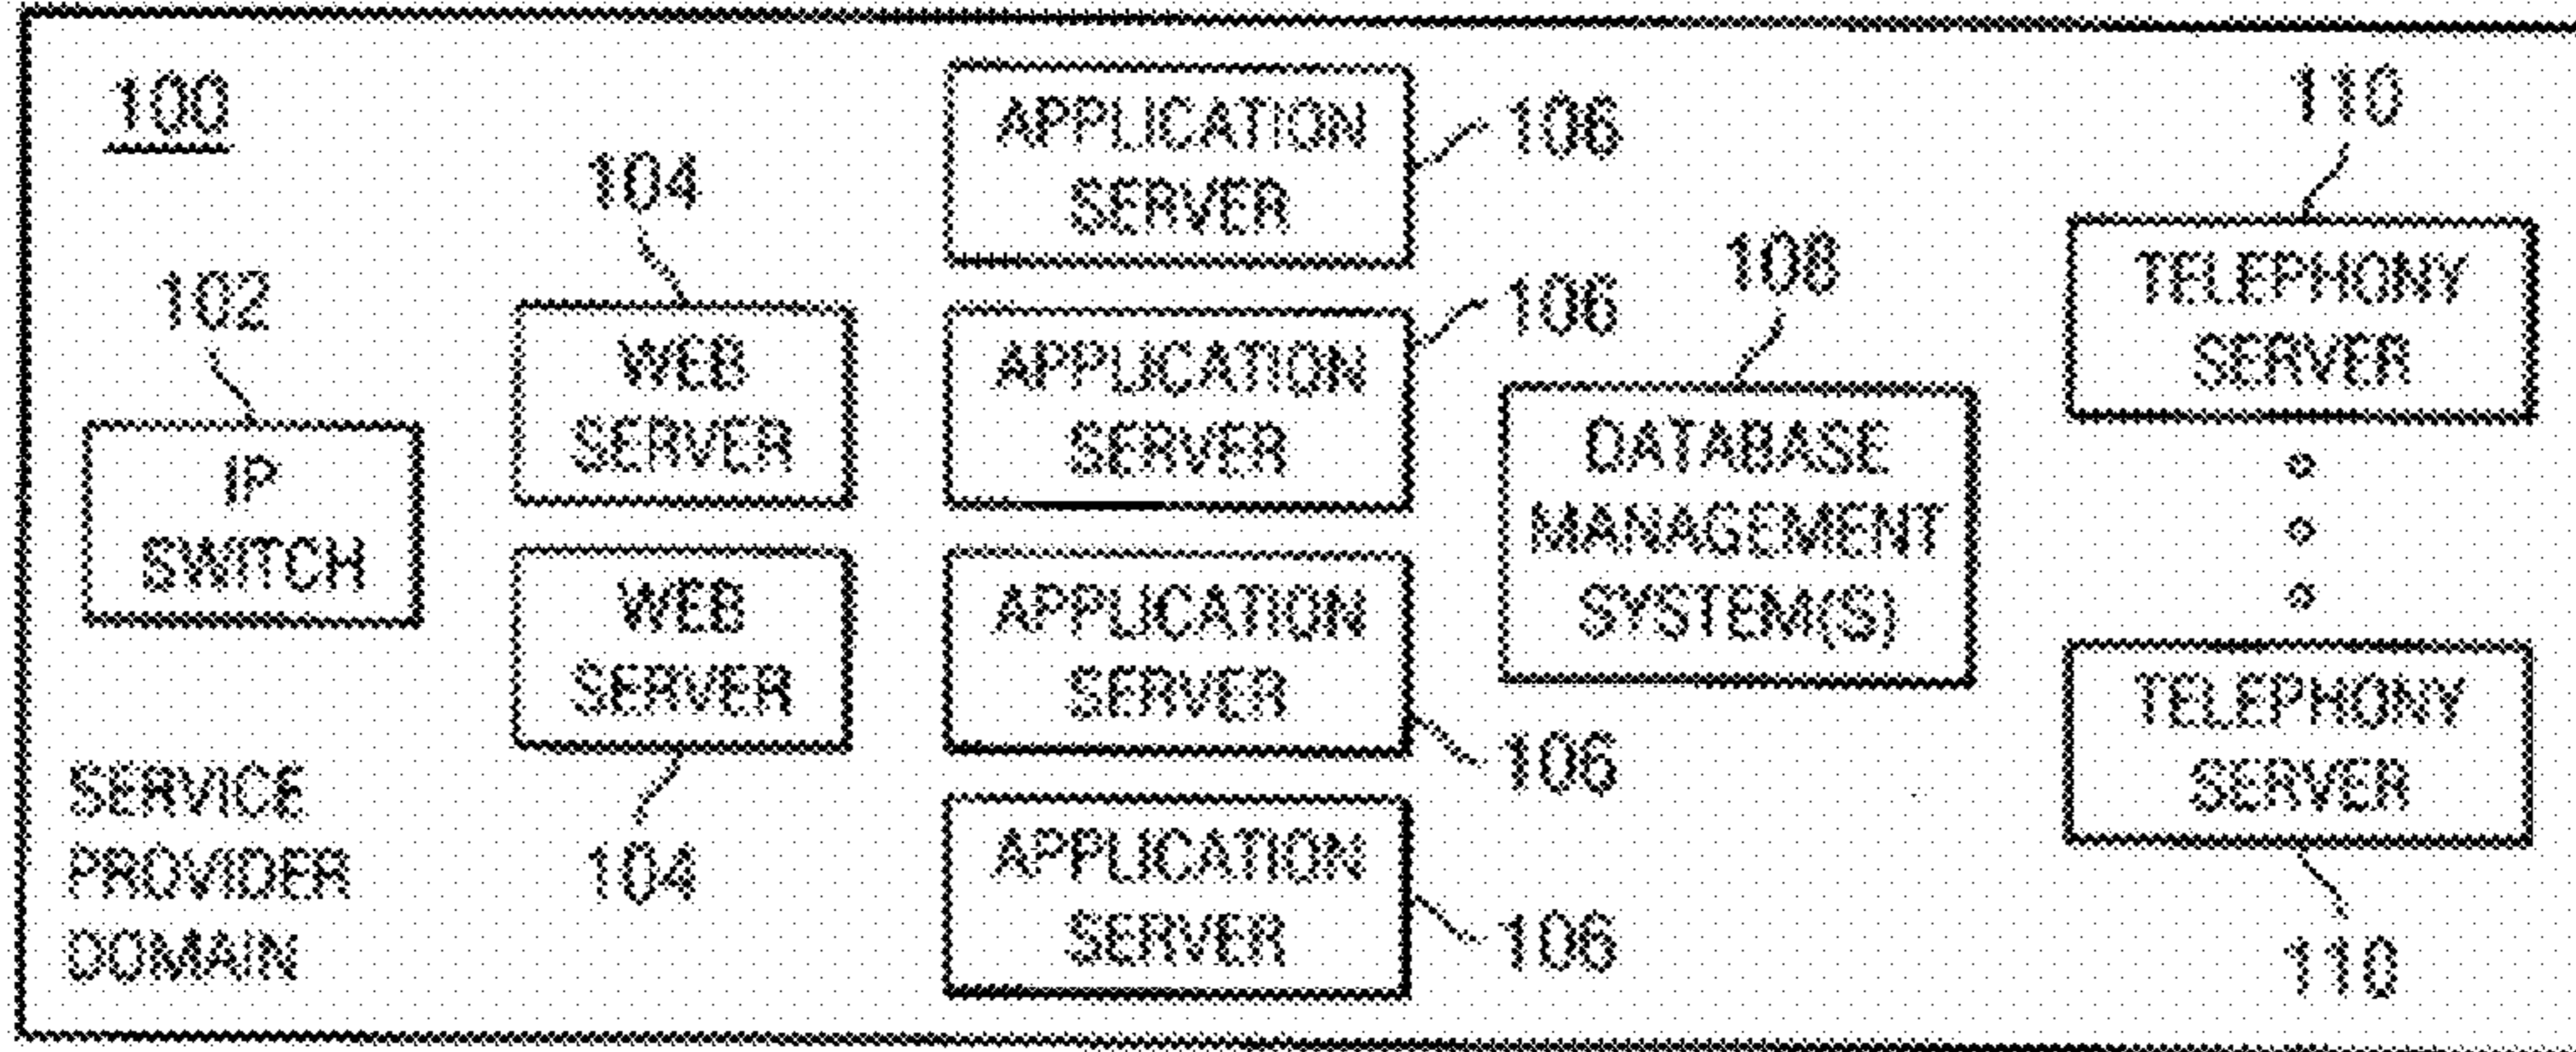 100
102
IP
SWITCH
SERVICE
PROVIDER
DOMAIN
104
WEB
SERVER
WEB
SERVER
104
APPLICATION
SERVER
106
APPLICATION
SERVER
106
APPLICATION
SERVER
106
APPLICATION
SERVER
106
108
DATABASE
MANAGEMENT
SYSTEM(S)
110
TELEPHONY
SERVER
TELEPHONY
SERVER
110